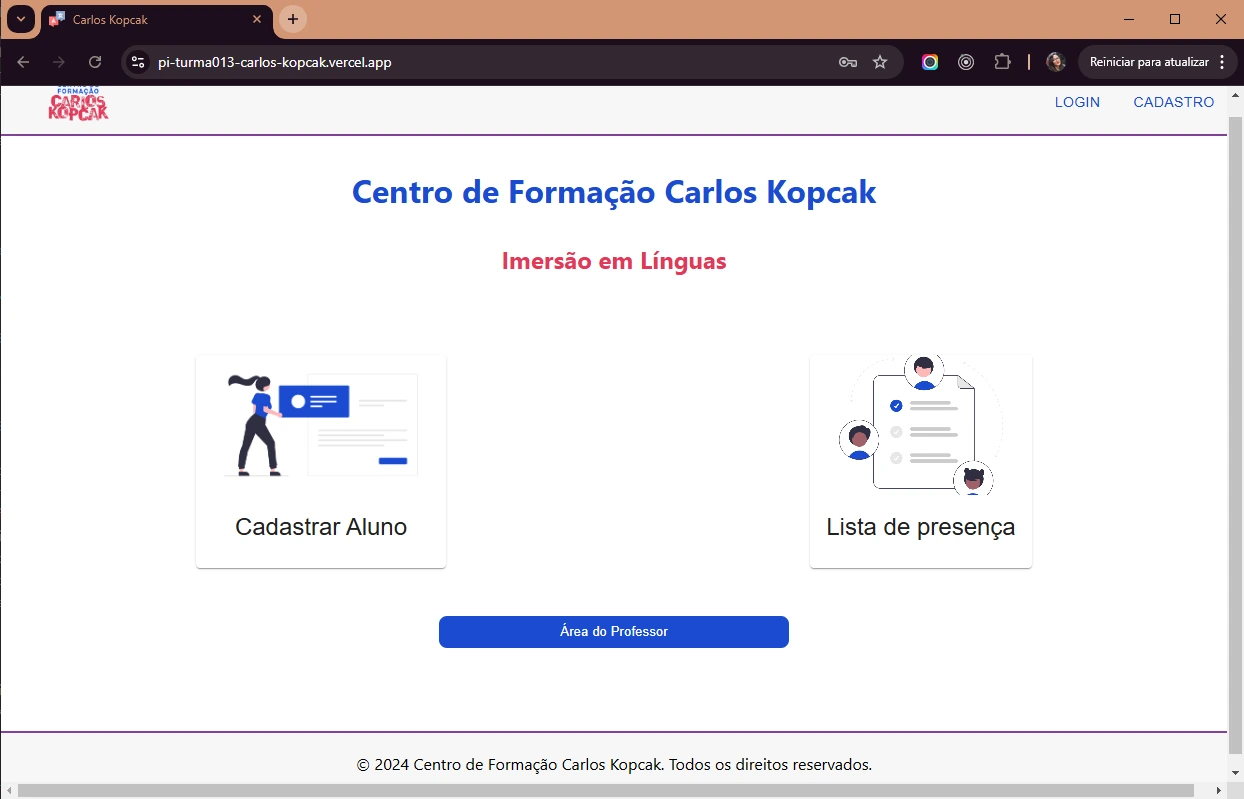 Carlos Kopcak
pi-turma013-carlos-kopcak.vercel.app
Reiniciar para atualizar
FORMAÇÃO
CARLOS
KOPCAK
LOGIN
CADASTRO
Centro de Formação Carlos Kopcak
Imersão em Línguas
Cadastrar Aluno
Lista de presença
Área do Professor
© 2024 Centro de Formação Carlos Kopcak. Todos os direitos reservados.